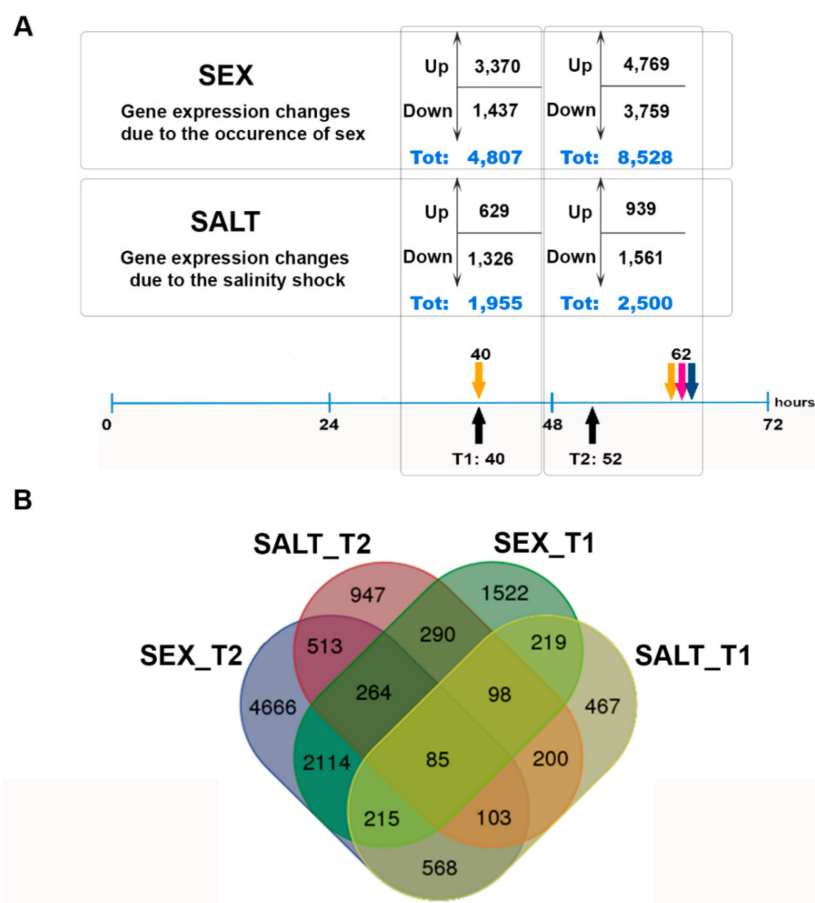 A
SEX
Gene expression changes
due to the occurence of sex
Up 3,370
Down 1,437
Tot: 4,807
Up 4,769
Down 3,759
Tot: 8,528
SALT
Gene expression changes
due to the salinity shock
Up 629
Down 1,326
Tot: 1,955
Up 939
Down 1,561
Tot: 2,500
40 62
hours
0 24 48 72
T1: 40 T2: 52
B
SALT_T2 SEX_T1
SEX_T2 SALT_T1
947 1522
513 290 219
4666 264 98 467
2114 85 200
215 103
568